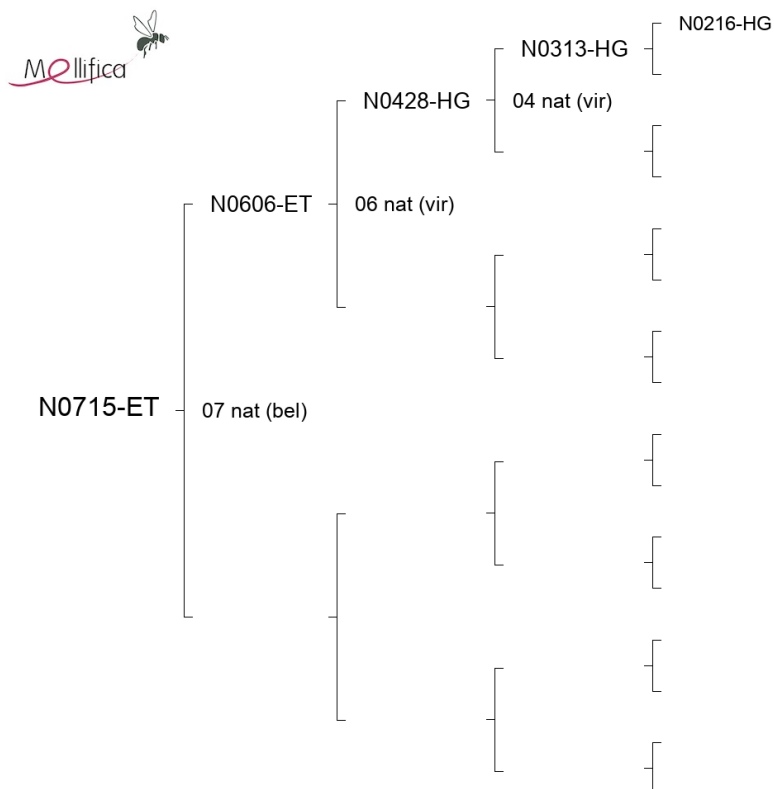 Mellifica
N0216-HG
N0313-HG
N0428-HG
04 nat (vir)
N0606-ET
06 nat (vir)
N0715-ET
07 nat (bel)